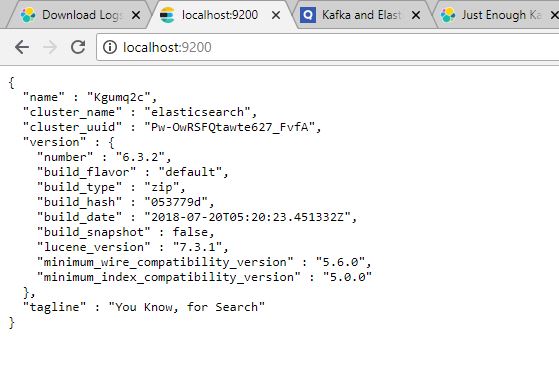 Download Logs
localhost:9200
Kafka and Elast
Just Enough Ka
localhost:9200
{
  "name" : "Kgumq2c",
  "cluster_name" : "elasticsearch",
  "cluster_uuid" : "Pw-OwRSFQtawte627_FvfA",
  "version" : {
    "number" : "6.3.2",
    "build_flavor" : "default",
    "build_type" : "zip",
    "build_hash" : "053779d",
    "build_date" : "2018-07-20T05:20:23.451332Z",
    "build_snapshot" : false,
    "lucene_version" : "7.3.1",
    "minimum_wire_compatibility_version" : "5.6.0",
    "minimum_index_compatibility_version" : "5.0.0"
  },
  "tagline" : "You Know, for Search"
}